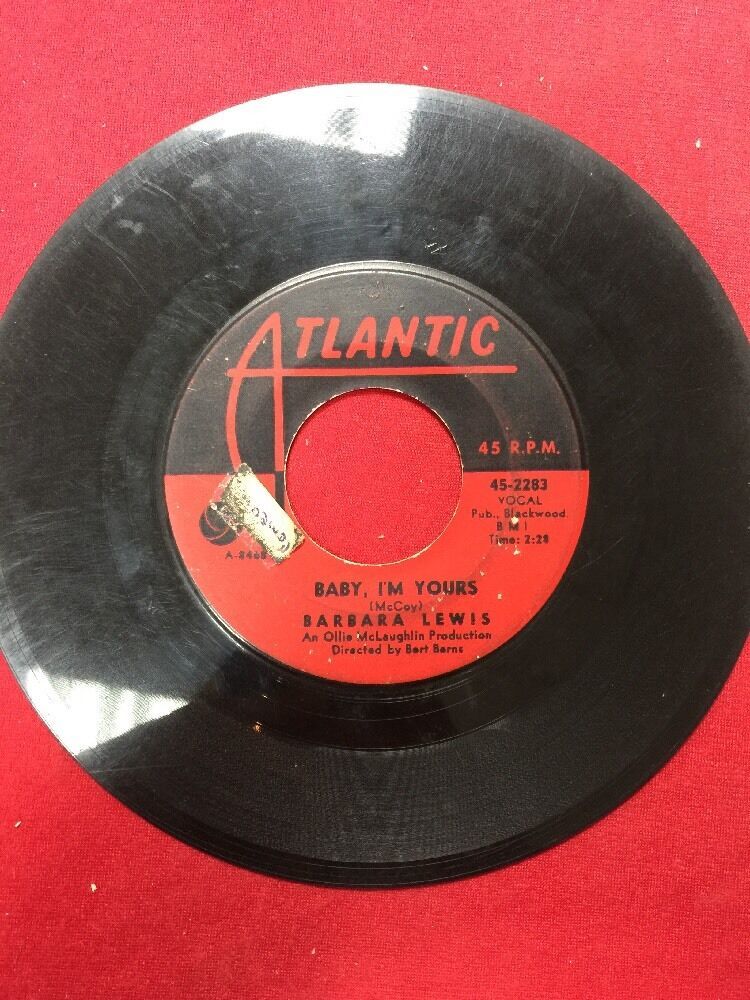 ATLANTIC
45 R.P.M.
45-2283
VOCAL
Pub., Blackwood
B M I
Time: 2:28
A-8468
BABY, I'M YOURS
(McCoy)
BARBARA LEWIS
An Ollie McLaughlin Production
Directed by Bert Berns